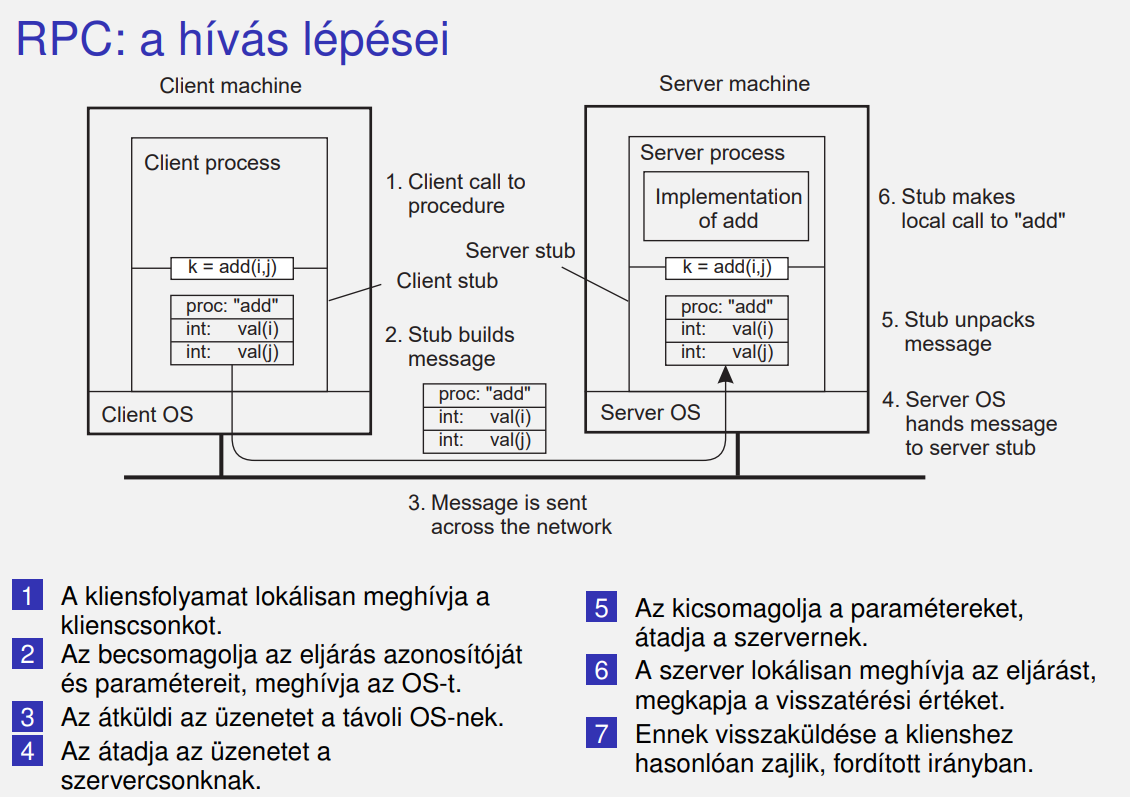 RPC: a hívás lépései
Client machine
Server machine
Client process
1. Client call to
procedure
Server process
Implementation
of add
6. Stub makes
local call to "add"
Server stub
k = add(i,j)
Client stub
k = add(i,j)
proc: "add"
int: val(i)
int: val(j)
2. Stub builds
message
proc: "add"
int: val(i)
int: val(j)
5. Stub unpacks
message
proc: "add"
int: val(i)
int: val(j)
Client OS
Server OS
4. Server OS
hands message
to server stub
3. Message is sent
across the network
1 A kliensfolyamat lokálisan meghívja a
klienscsonkot.
2 Az becsomagolja az eljárás azonosítóját
és paramétereit, meghívja az OS-t.
3 Az átküldi az üzenetet a távoli OS-nek.
4 Az átadja az üzenetet a
szervercsonknak.
5 Az kicsomagolja a paramétereket,
átadja a szervernek.
6 A szerver lokálisan meghívja az eljárást,
megkapja a visszatérési értéket.
7 Ennek visszaküldése a klienshez
hasonlóan zajlik, fordított irányban.